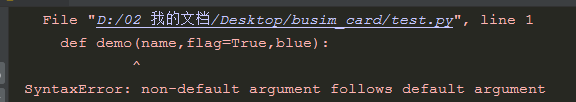 File "D:/02 我的文档/Desktop/busim_card/test.py", line 1
def demo(name,flag=True,blue):
^
SyntaxError: non-default argument follows default argument